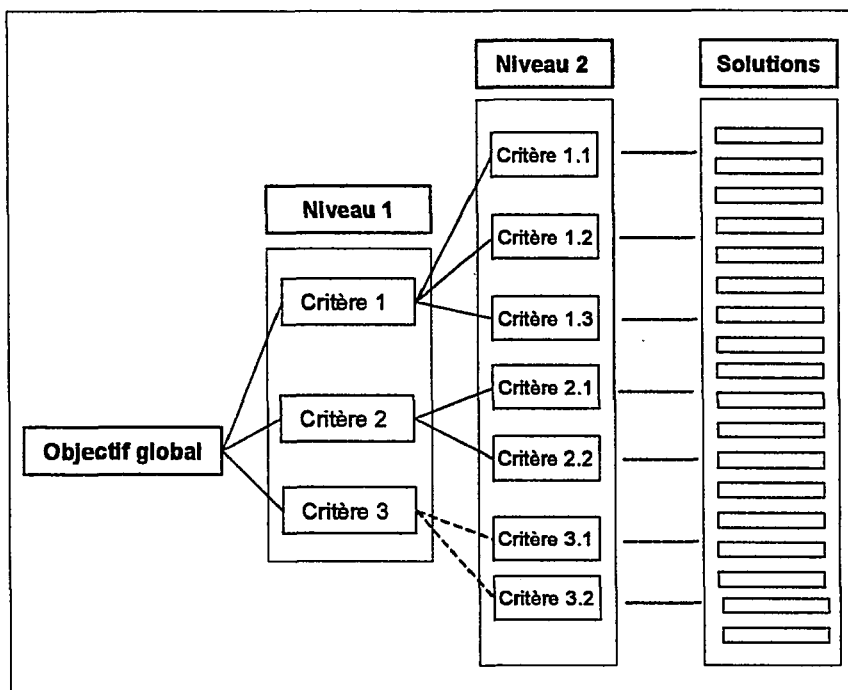 Niveau 2
Solutions
Critère 1.1
Niveau 1
Critère 1.2
Critère 1
Critère 1.3
Critère 2.1
Critère 2
Objectif global
Critère 2.2
Critère 3
Critère 3.1
Critère 3.2